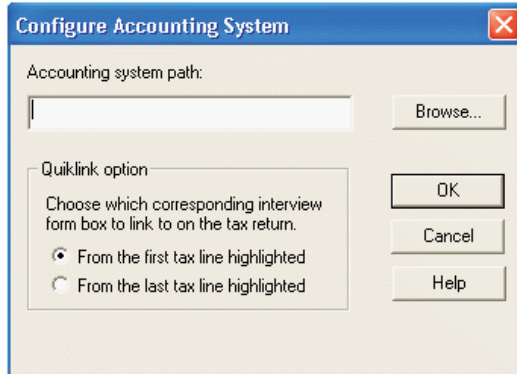 Configure Accounting System
Accounting system path:
Browse...
Quiklink option
Choose which corresponding interview
form box to link to on the tax return.
From the first tax line highlighted
From the last tax line highlighted
OK
Cancel
Help